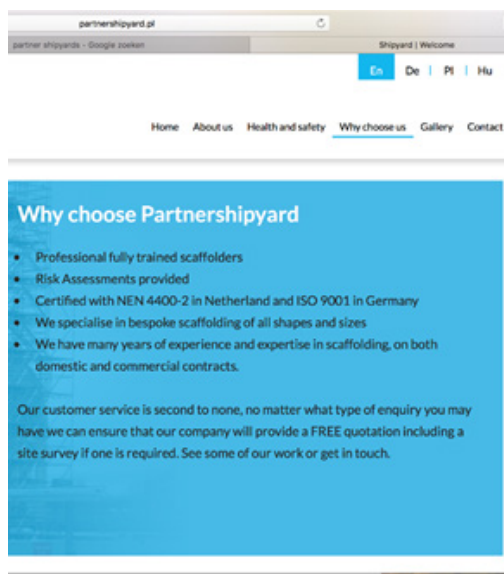 partnershipyard.pl
partner shipyards - Google zoeken
Shipyard | Welcome
En De | Pl | Hu
Home About us Health and safety Why choose us Gallery Contact
Why choose Partnershipyard
• Professional fully trained scaffolders
• Risk Assessments provided
• Certified with NEN 4400-2 in Netherland and ISO 9001 in Germany
• We specialise in bespoke scaffolding of all shapes and sizes
• We have many years of experience and expertise in scaffolding, on both
domestic and commercial contracts.
Our customer service is second to none, no matter what type of enquiry you may
have we can ensure that our company will provide a FREE quotation including a
site survey if one is required. See some of our work or get in touch.